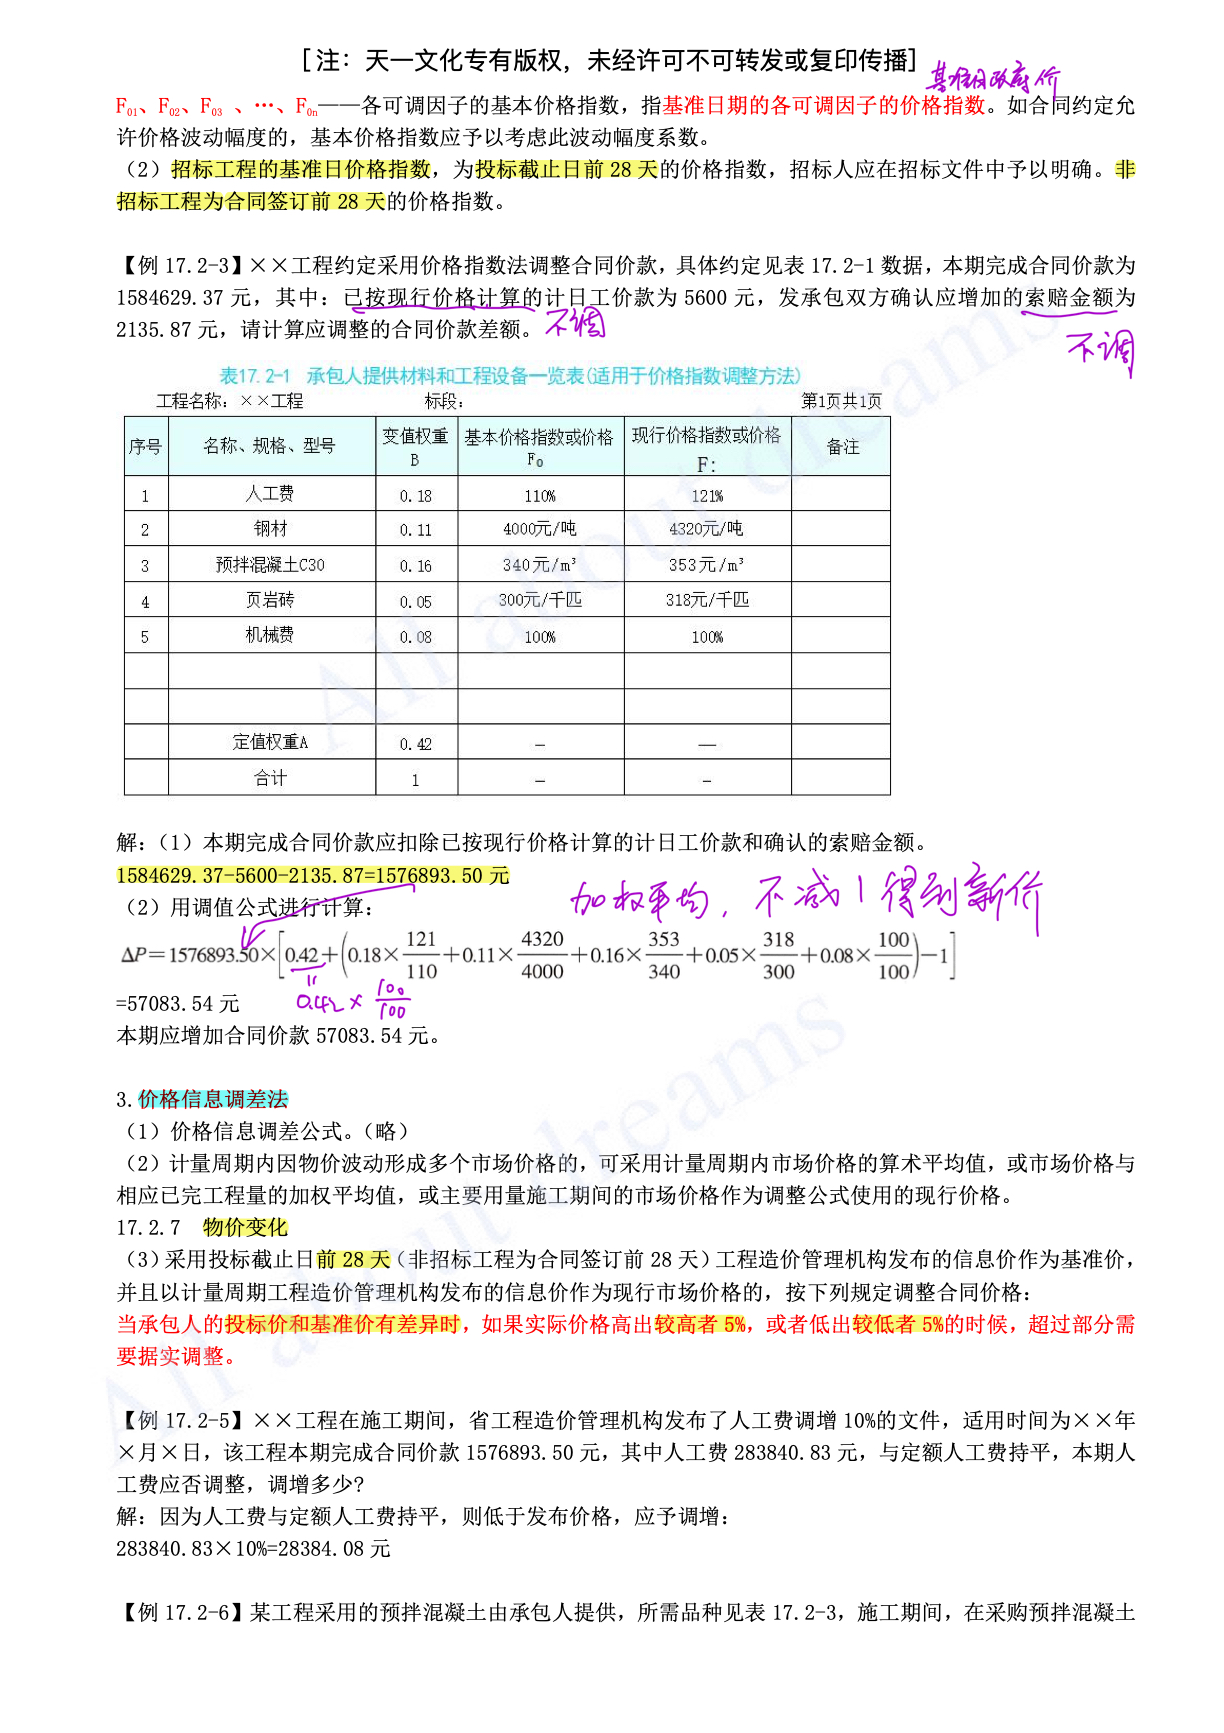 [注：天一文化专有版权，未经许可不可转发或复印传播]
基准日政府价
F01、F02、F03 、…、F0n——各可调因子的基本价格指数，指基准日期的各可调因子的价格指数。如合同约定允
许价格波动幅度的，基本价格指数应予以考虑此波动幅度系数。
（2）招标工程的基准日价格指数，为投标截止日前 28 天的价格指数，招标人应在招标文件中予以明确。非
招标工程为合同签订前 28 天的价格指数。
【例 17.2-3】××工程约定采用价格指数法调整合同价款，具体约定见表 17.2-1 数据，本期完成合同价款为
1584629.37 元，其中：已按现行价格计算的计日工价款为 5600 元，发承包双方确认应增加的索赔金额为
2135.87 元，请计算应调整的合同价款差额。 不调
不调
表17.2-1 承包人提供材料和工程设备一览表(适用于价格指数调整方法)
工程名称：××工程 标段： 第1页共1页
序号 名称、规格、型号 变值权重B 基本价格指数或价格F0 现行价格指数或价格F: 备注
1 人工费 0.18 110% 121%
2 钢材 0.11 4000元/吨 4320元/吨
3 预拌混凝土C30 0.16 340元/m³ 353元/m³
4 页岩砖 0.05 300元/千匹 318元/千匹
5 机械费 0.08 100% 100%
定值权重A 0.42 — —
合计 1 — —
解：（1）本期完成合同价款应扣除已按现行价格计算的计日工价款和确认的索赔金额。
1584629.37-5600-2135.87=1576893.50 元
（2）用调值公式进行计算：
加权平均，不减1得到新价
ΔP=1576893.50×[0.42+(0.18×121/110+0.11×4320/4000+0.16×353/340+0.05×318/300+0.08×100/100)-1]
=57083.54 元
0.42×100/100
本期应增加合同价款 57083.54 元。
3.价格信息调差法
（1）价格信息调差公式。（略）
（2）计量周期内因物价波动形成多个市场价格的，可采用计量周期内市场价格的算术平均值，或市场价格与
相应已完工程量的加权平均值，或主要用量施工期间的市场价格作为调整公式使用的现行价格。
17.2.7 物价变化
（3）采用投标截止日前 28 天（非招标工程为合同签订前 28 天）工程造价管理机构发布的信息价作为基准价，
并且以计量周期工程造价管理机构发布的信息价作为现行市场价格的，按下列规定调整合同价格：
当承包人的投标价和基准价有差异时，如果实际价格高出较高者 5%，或者低出较低者 5%的时候，超过部分需
要据实调整。
【例 17.2-5】××工程在施工期间，省工程造价管理机构发布了人工费调增 10%的文件，适用时间为××年
×月×日，该工程本期完成合同价款 1576893.50 元，其中人工费 283840.83 元，与定额人工费持平，本期人
工费应否调整，调增多少?
解：因为人工费与定额人工费持平，则低于发布价格，应予调增：
283840.83×10%=28384.08 元
【例 17.2-6】某工程采用的预拌混凝土由承包人提供，所需品种见表 17.2-3，施工期间，在采购预拌混凝土
All about dreams
All about dreams